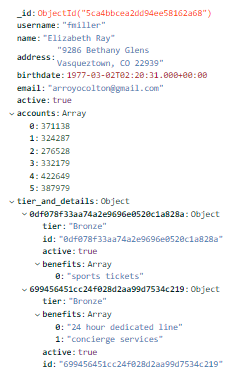 _id: ObjectId("5ca4bbcea2dd94ee58162a68")
username: "fmiller"
name: "Elizabeth Ray"
"9286 Bethany Glens
address:
Vasqueztown, CO 22939"
birthdate: 1977-03-02T02:20:31.000+00:00
email: "arroyocolton@gmail.com"
active: true
accounts: Array
0: 371138
1: 324287
2: 276528
3: 332179
4: 422649
5: 387979
tier_and_details: Object
0df078f33aa74a2e9696e0520c1a828a: Object
tier: "Bronze"
id: "0df078f33aa74a2e9696e0520c1a828a"
active: true
benefits: Array
0: "sports tickets"
699456451cc24f028d2aa99d7534c219: Object
tier: "Bronze"
benefits: Array
0: "24 hour dedicated line"
1: "concierge services"
active: true
id: "699456451cc24f028d2aa99d7534c219"